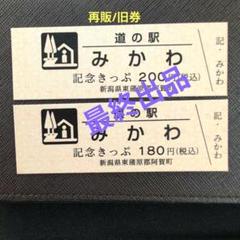 再販/旧券
道の駅
みかわ
記念きっぷ 200円(税込)
新潟県東蒲原郡阿賀町
記・みかわ
道の駅
みかわ
記念きっぷ 180円(税込)
新潟県東蒲原郡阿賀町
記・みかわ
最終出品